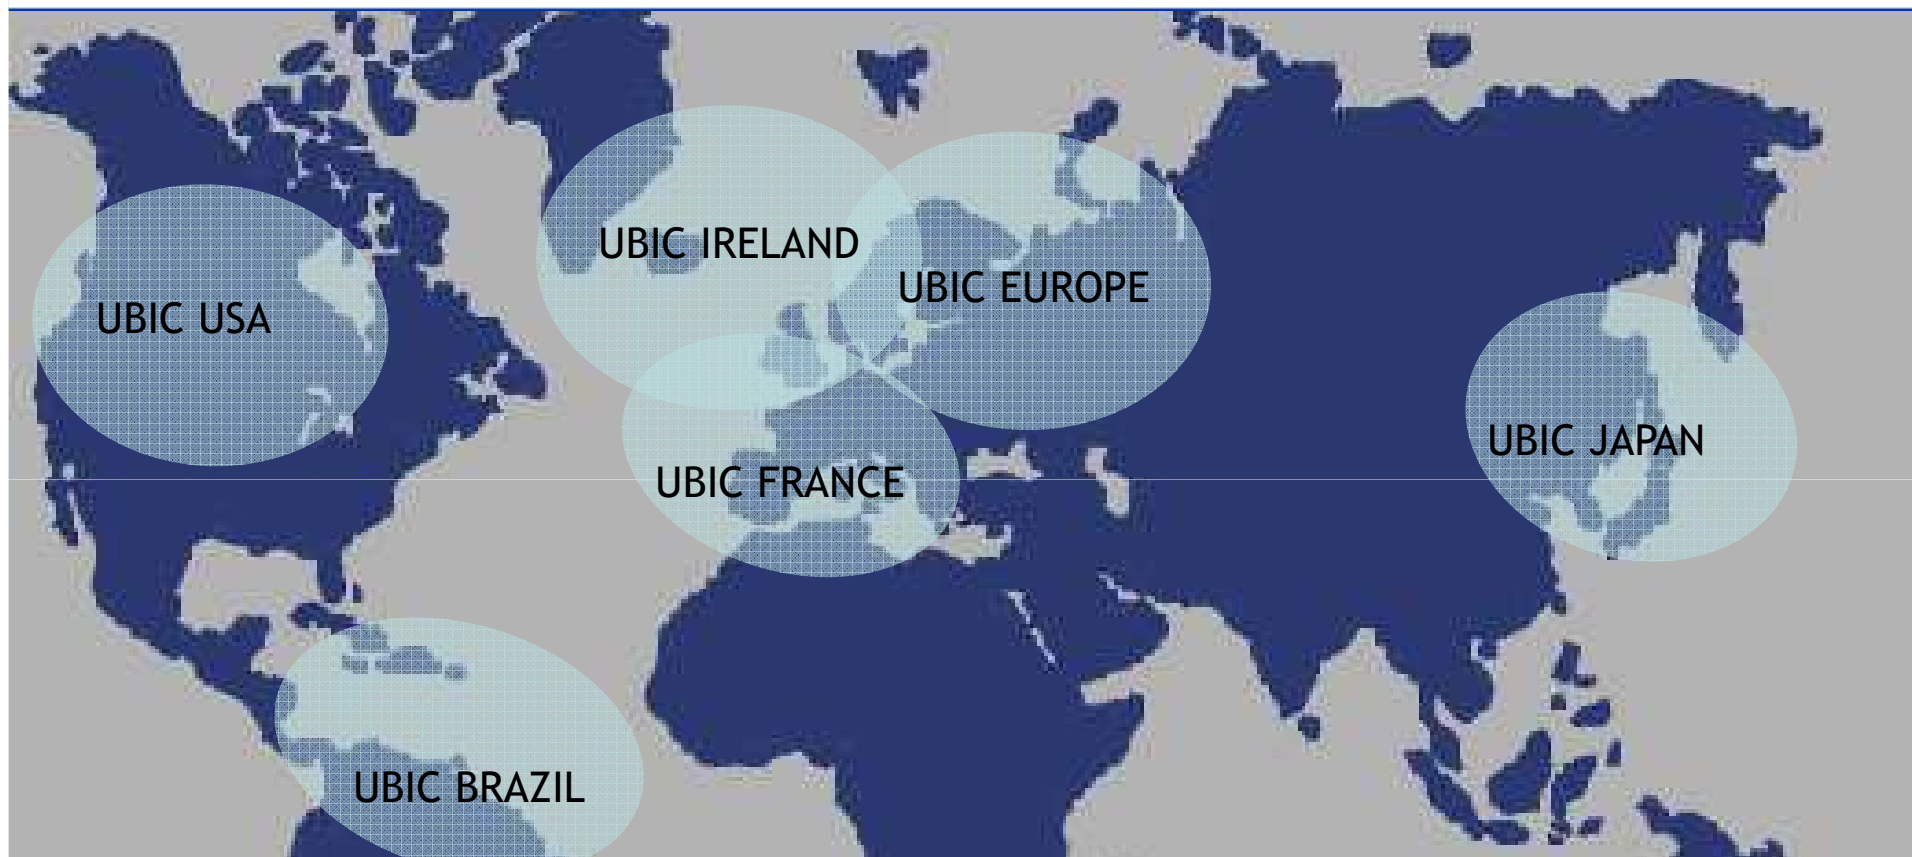 UBIC IRELAND
UBIC EUROPE
UBIC USA
UBIC JAPAN
UBIC FRANCE
UBIC BRAZIL